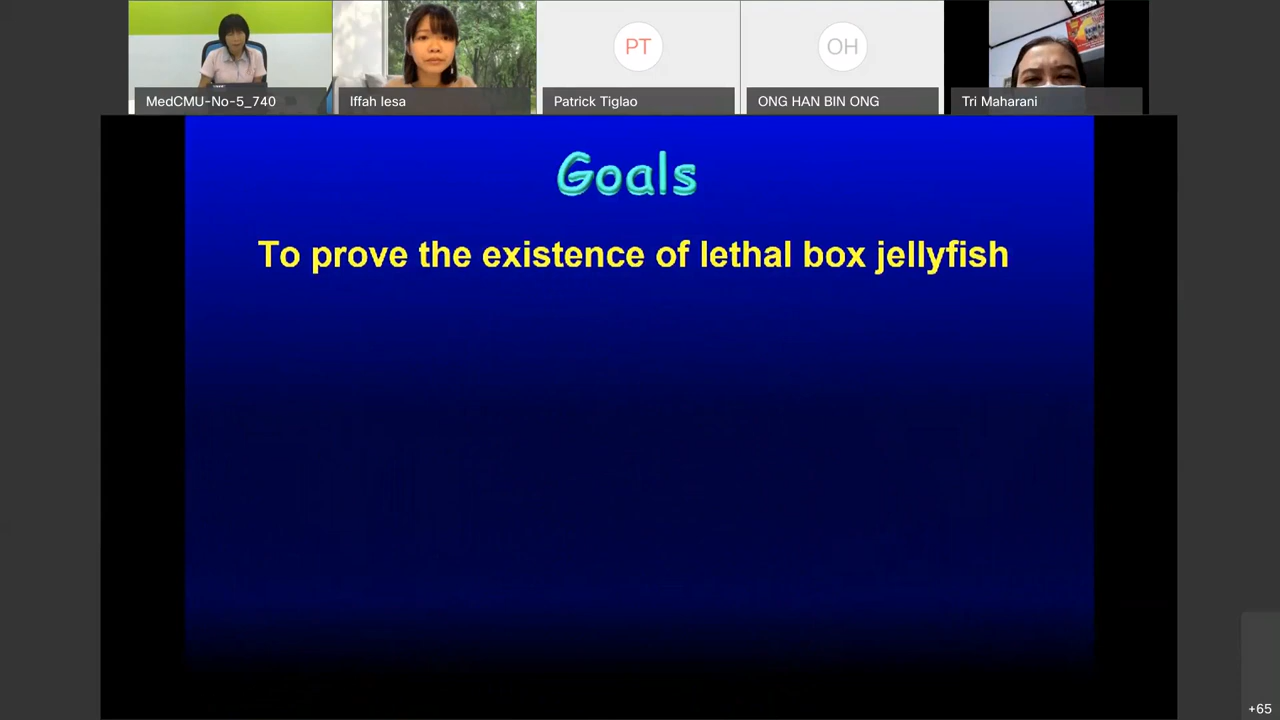 PT
OH
MedCMU-No-5_740
Iffah Iesa
Patrick Tiglao
ONG HAN BIN ONG
Tri Maharani
Goals
To prove the existence of lethal box jellyfish
+65